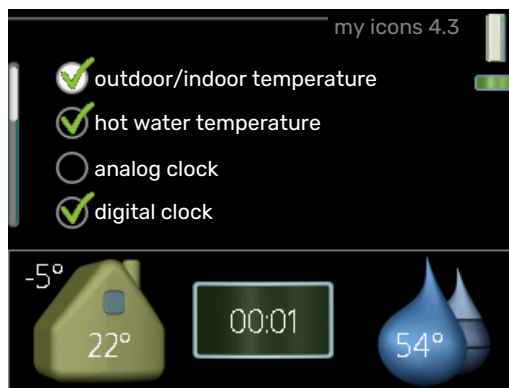 my icons 4.3
outdoor/indoor temperature
hot water temperature
analog clock
digital clock
-5°
22°
00:01
54°